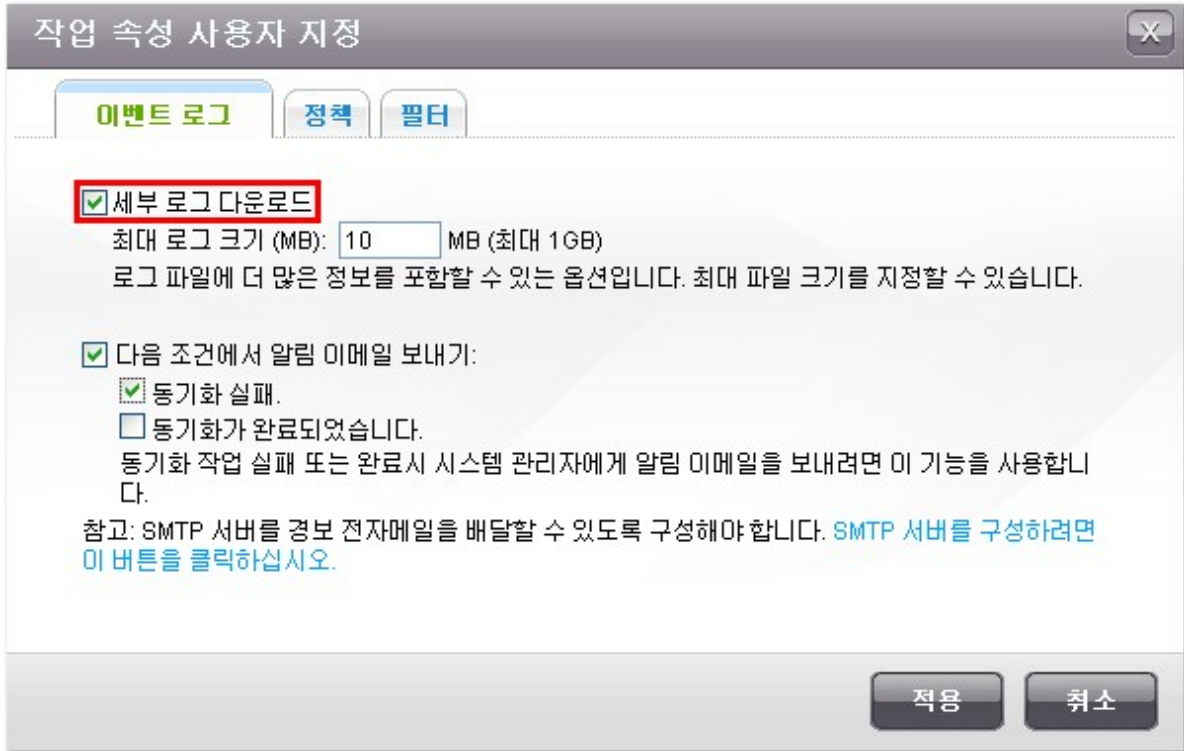 작업 속성 사용자 지정
X
이벤트 로그
정책
필터
세부 로그 다운로드
최대 로그 크기 (MB): 10 MB (최대 1GB)
로그 파일에 더 많은 정보를 포함할 수 있는 옵션입니다. 최대 파일 크기를 지정할 수 있습니다.
다음 조건에서 알림 이메일 보내기:
동기화 실패.
동기화가 완료되었습니다.
동기화 작업 실패 또는 완료시 시스템 관리자에게 알림 이메일을 보내려면 이 기능을 사용합니
다.
참고: SMTP 서버를 경보 전자메일을 배달할 수 있도록 구성해야 합니다. SMTP 서버를 구성하려면
이 버튼을 클릭하십시오.
적용
취소